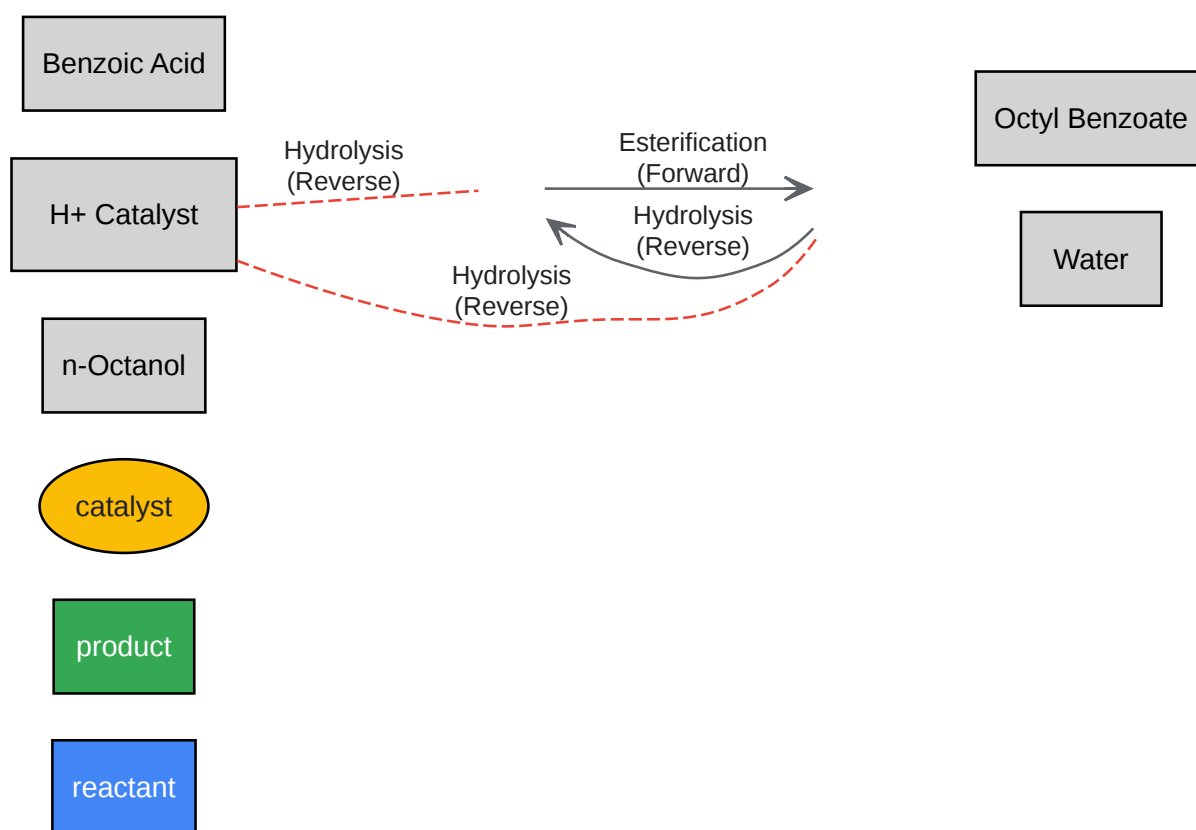 Benzoic Acid
Octyl Benzoate
Esterification
(Forward)
Hydrolysis
(Reverse)
H+ Catalyst
Hydrolysis
(Reverse)
Water
Hydrolysis
(Reverse)
n-Octanol
catalyst
product
reactant